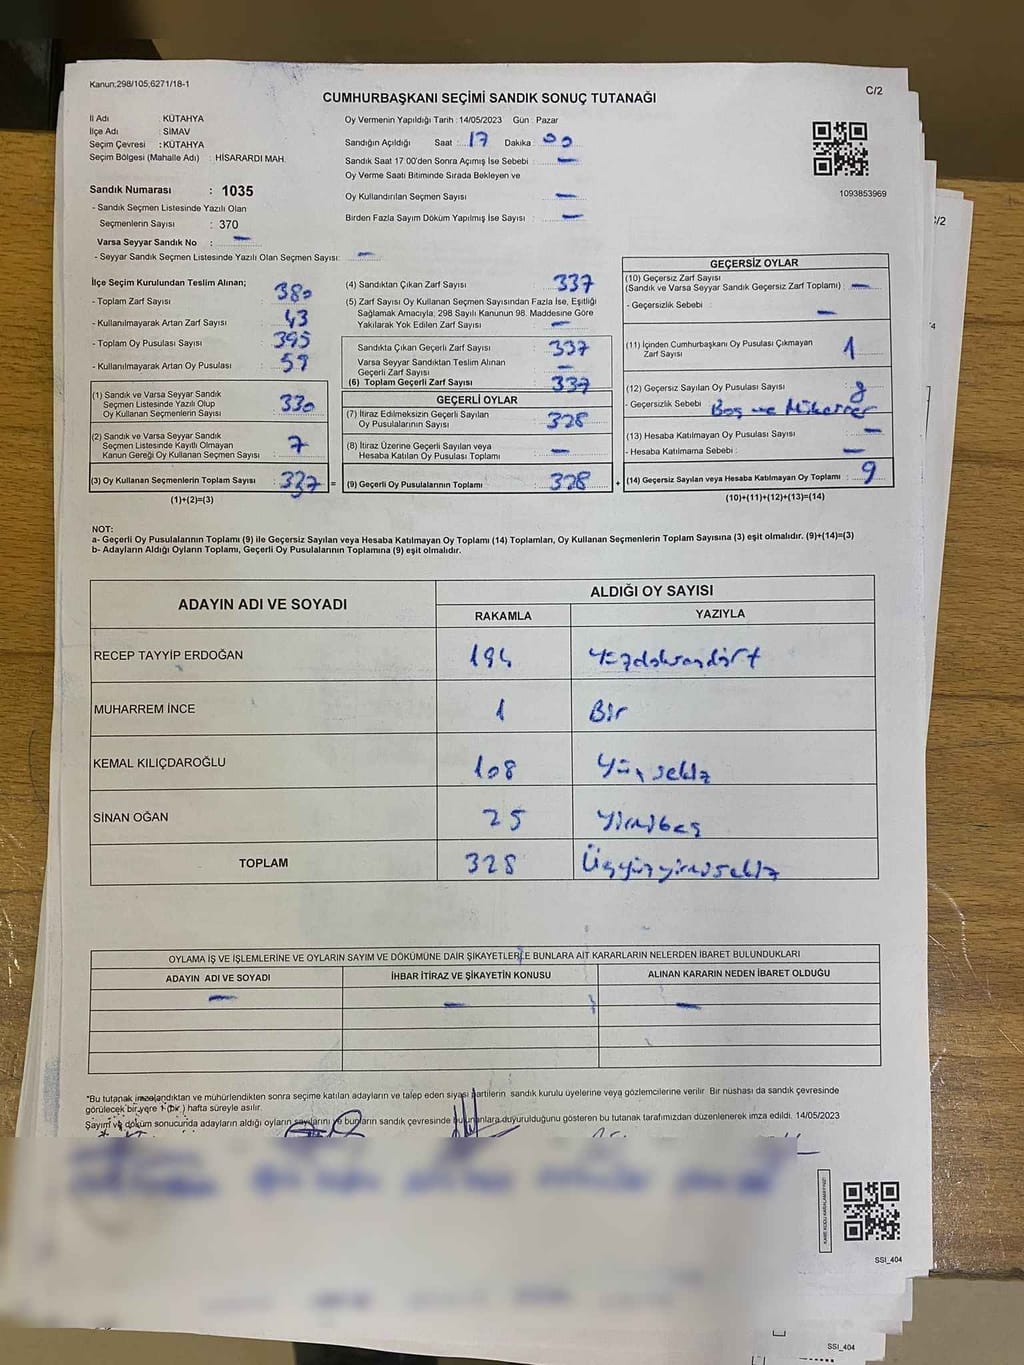 Kanun;298/105,6271/18-1
C/2
CUMHURBAŞKANI SEÇİMİ SANDIK SONUÇ TUTANAĞI
İl Adı : KÜTAHYA
İlçe Adı : SİMAV
Seçim Çevresi : KÜTAHYA
Seçim Bölgesi (Mahalle Adı) : HİSARARDI MAH.
Sandık Numarası : 1035
- Sandık Seçmen Listesinde Yazılı Olan
Seçmenlerin Sayısı : 370
Varsa Seyyar Sandık No : —
- Seyyar Sandık Seçmen Listesinde Yazılı Olan Seçmen Sayısı: —
Oy Vermenin Yapıldığı Tarih : 14/05/2023 Gün : Pazar
Sandığın Açıldığı Saat : 17 Dakika : 00
Sandık Saat 17:00'den Sonra Açımış İse Sebebi : —
Oy Verme Saati Bitiminde Sırada Bekleyen ve
Oy Kullandırılan Seçmen Sayısı : —
Birden Fazla Sayım Döküm Yapılmış İse Sayısı : —
1093853969
İlçe Seçim Kurulundan Teslim Alınan;
- Toplam Zarf Sayısı : 380
- Kullanılmayarak Artan Zarf Sayısı : 43
- Toplam Oy Pusulası Sayısı : 395
- Kullanılmayarak Artan Oy Pusulası : 59
(1) Sandık ve Varsa Seyyar Sandık
Seçmen Listesinde Yazılı Olup
Oy Kullanan Seçmenlerin Sayısı : 330
(2) Sandık ve Varsa Seyyar Sandık
Seçmen Listesinde Kayıtlı Olmayan
Kanun Gereği Oy Kullanan Seçmen Sayısı : 7
(3) Oy Kullanan Seçmenlerin Toplam Sayısı : 337 =
(1)+(2)=(3)
(4) Sandıktan Çıkan Zarf Sayısı : 337
(5) Zarf Sayısı Oy Kullanan Seçmen Sayısından Fazla İse, Eşitliği
Sağlamak Amacıyla, 298 Sayılı Kanunun 98. Maddesine Göre
Yakılarak Yok Edilen Zarf Sayısı : —
Sandıkta Çıkan Geçerli Zarf Sayısı : 337
Varsa Seyyar Sandıktan Teslim Alınan
Geçerli Zarf Sayısı : —
(6) Toplam Geçerli Zarf Sayısı : 337
GEÇERLİ OYLAR
(7) İtiraz Edilmeksizin Geçerli Sayılan
Oy Pusulalarının Sayısı : 328
(8) İtiraz Üzerine Geçerli Sayılan veya
Hesaba Katılan Oy Pusulası Toplamı : —
(9) Geçerli Oy Pusulalarının Toplamı : 328 +
GEÇERSİZ OYLAR
(10) Geçersiz Zarf Sayısı
(Sandık ve Varsa Seyyar Sandık Geçersiz Zarf Toplamı) : —
- Geçersizlik Sebebi : —
(11) İçinden Cumhurbaşkanı Oy Pusulası Çıkmayan
Zarf Sayısı : 1
(12) Geçersiz Sayılan Oy Pusulası Sayısı : 8
- Geçersizlik Sebebi : Boş ve Mükerrer
(13) Hesaba Katılmayan Oy Pusulası Sayısı : —
- Hesaba Katılmama Sebebi : —
(14) Geçersiz Sayılan veya Hesaba Katılmayan Oy Toplamı : 9
(10)+(11)+(12)+(13)=(14)
NOT:
a- Geçerli Oy Pusulalarının Toplamı (9) ile Geçersiz Sayılan veya Hesaba Katılmayan Oy Toplamı (14) Toplamları, Oy Kullanan Seçmenlerin Toplam Sayısına (3) eşit olmalıdır. (9)+(14)=(3)
b- Adayların Aldığı Oyların Toplamı, Geçerli Oy Pusulalarının Toplamına (9) eşit olmalıdır.
ADAYIN ADI VE SOYADI ALDIĞI OY SAYISI
RAKAMLA YAZIYLA
RECEP TAYYİP ERDOĞAN 194 Yüzdoksandört
MUHARREM İNCE 1 Bir
KEMAL KILIÇDAROĞLU 108 Yüz sekiz
SİNAN OĞAN 25 Yirmibeş
TOPLAM 328 Üçyüzyirmisekiz
OYLAMA İŞ VE İŞLEMLERİNE VE OYLARIN SAYIM VE DÖKÜMÜNE DAİR ŞİKAYETLERLE BUNLARA AİT KARARLARIN NELERDEN İBARET BULUNDUKLARI
ADAYIN ADI VE SOYADI İHBAR İTİRAZ VE ŞİKAYETİN KONUSU ALINAN KARARIN NEDEN İBARET OLDUĞU
— — —
*Bu tutanak imzalandıktan ve mühürlendikten sonra seçime katılan adayların ve talep eden siyasi partilerin sandık kurulu üyelerine veya gözlemcilerine verilir. Bir nüshası da sandık çevresinde
görülecek bir yere 1 (bir) hafta süreyle asılır.
Sayım ve döküm sonucunda adayların aldığı oyların sayılarını ve bunların sandık çevresinde bulunanlara duyurulduğunu gösteren bu tutanak tarafımızdan düzenlenerek imza edildi. 14/05/2023
SSI_404
SSI_404